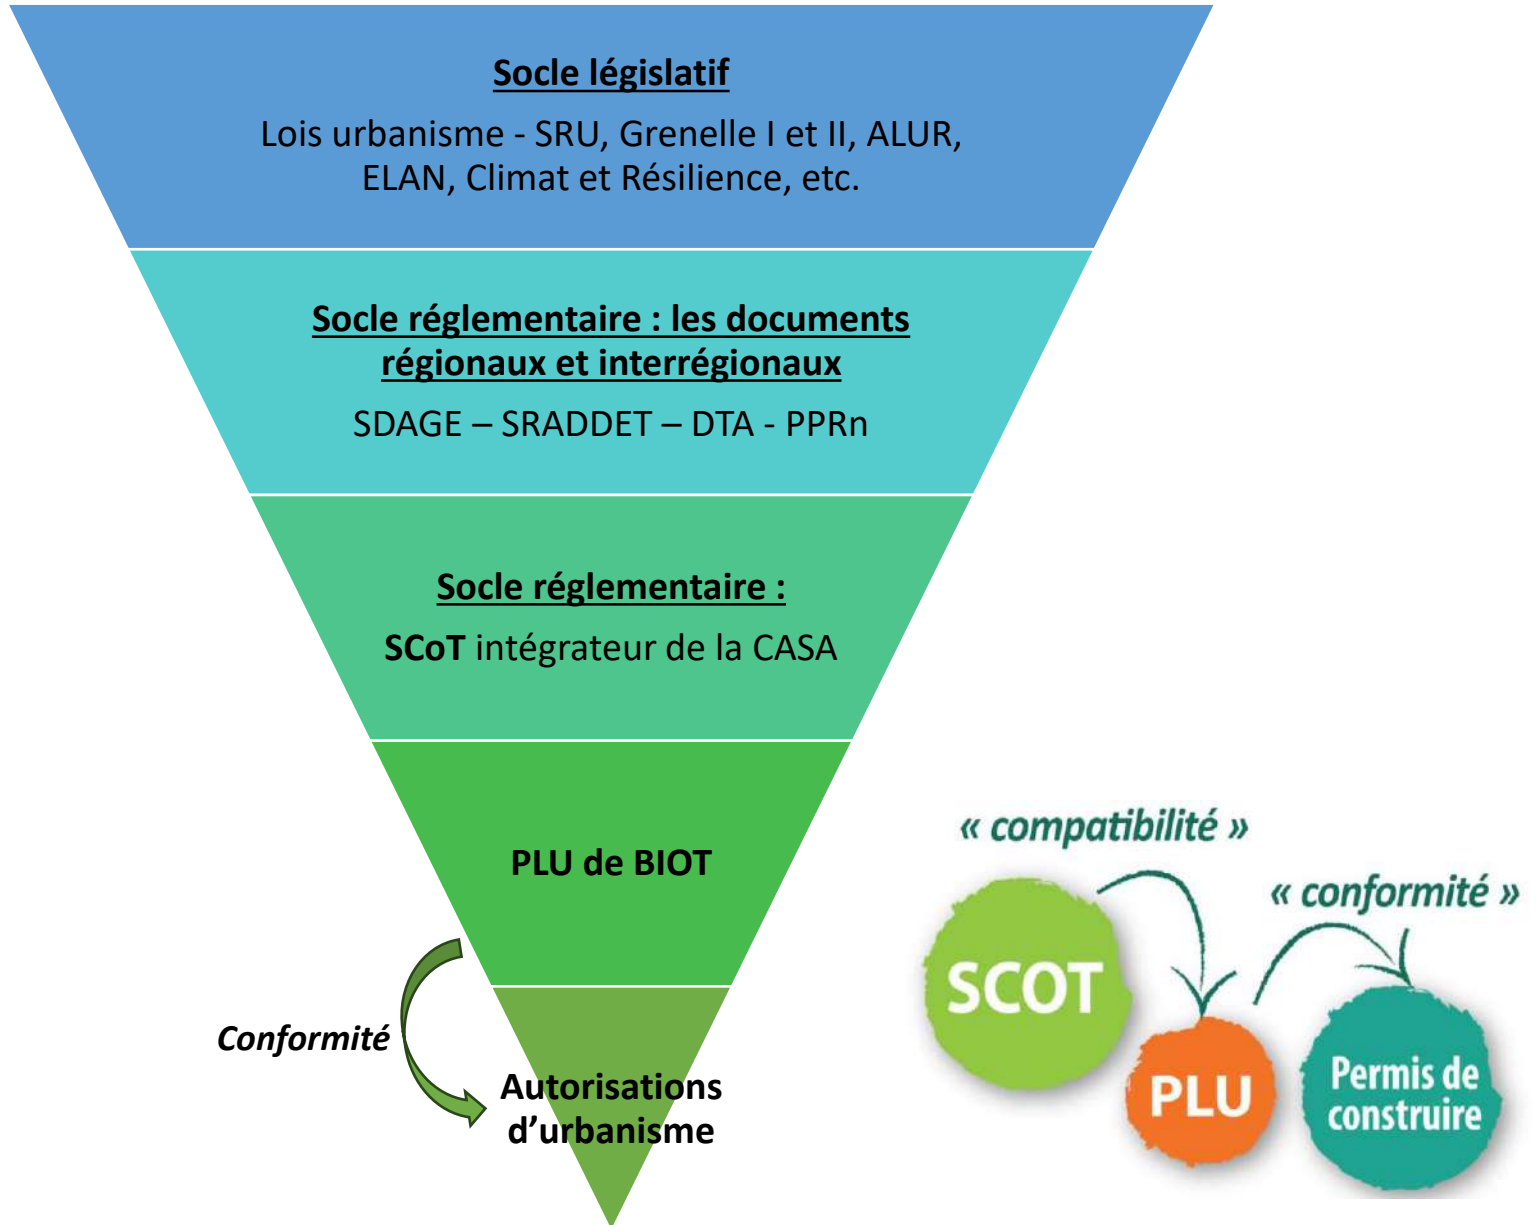 Socle législatif
Lois urbanisme - SRU, Grenelle I et II, ALUR,
ELAN, Climat et Résilience, etc.
Socle réglementaire : les documents
régionaux et interrégionaux
SDAGE – SRADDET – DTA - PPRn
Socle réglementaire :
SCoT intégrateur de la CASA
PLU de BIOT
Conformité
Autorisations
d’urbanisme
« compatibilité »
« conformité »
SCOT
PLU
Permis de
construire